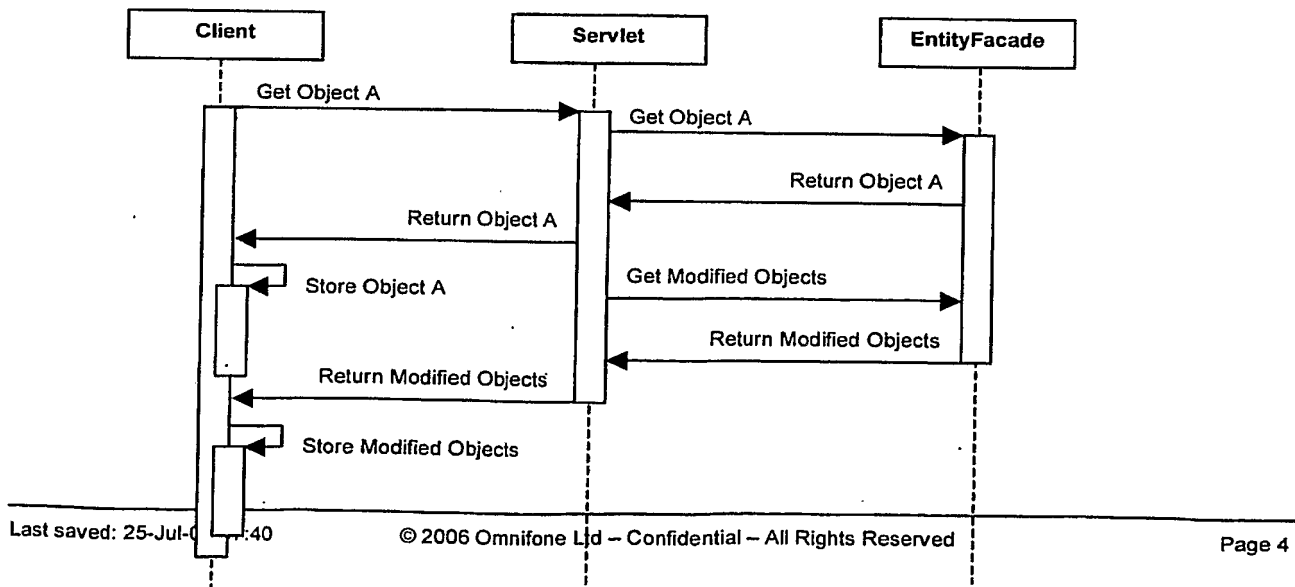 Client
Servlet
EntityFacade
Get Object A
Get Object A
Return Object A
Return Object A
Get Modified Objects
Store Object A
Return Modified Objects
Return Modified Objects
Store Modified Objects
Last saved: 25-Jul-0 :40
© 2006 Omnifone Ltd – Confidential – All Rights Reserved
Page 4